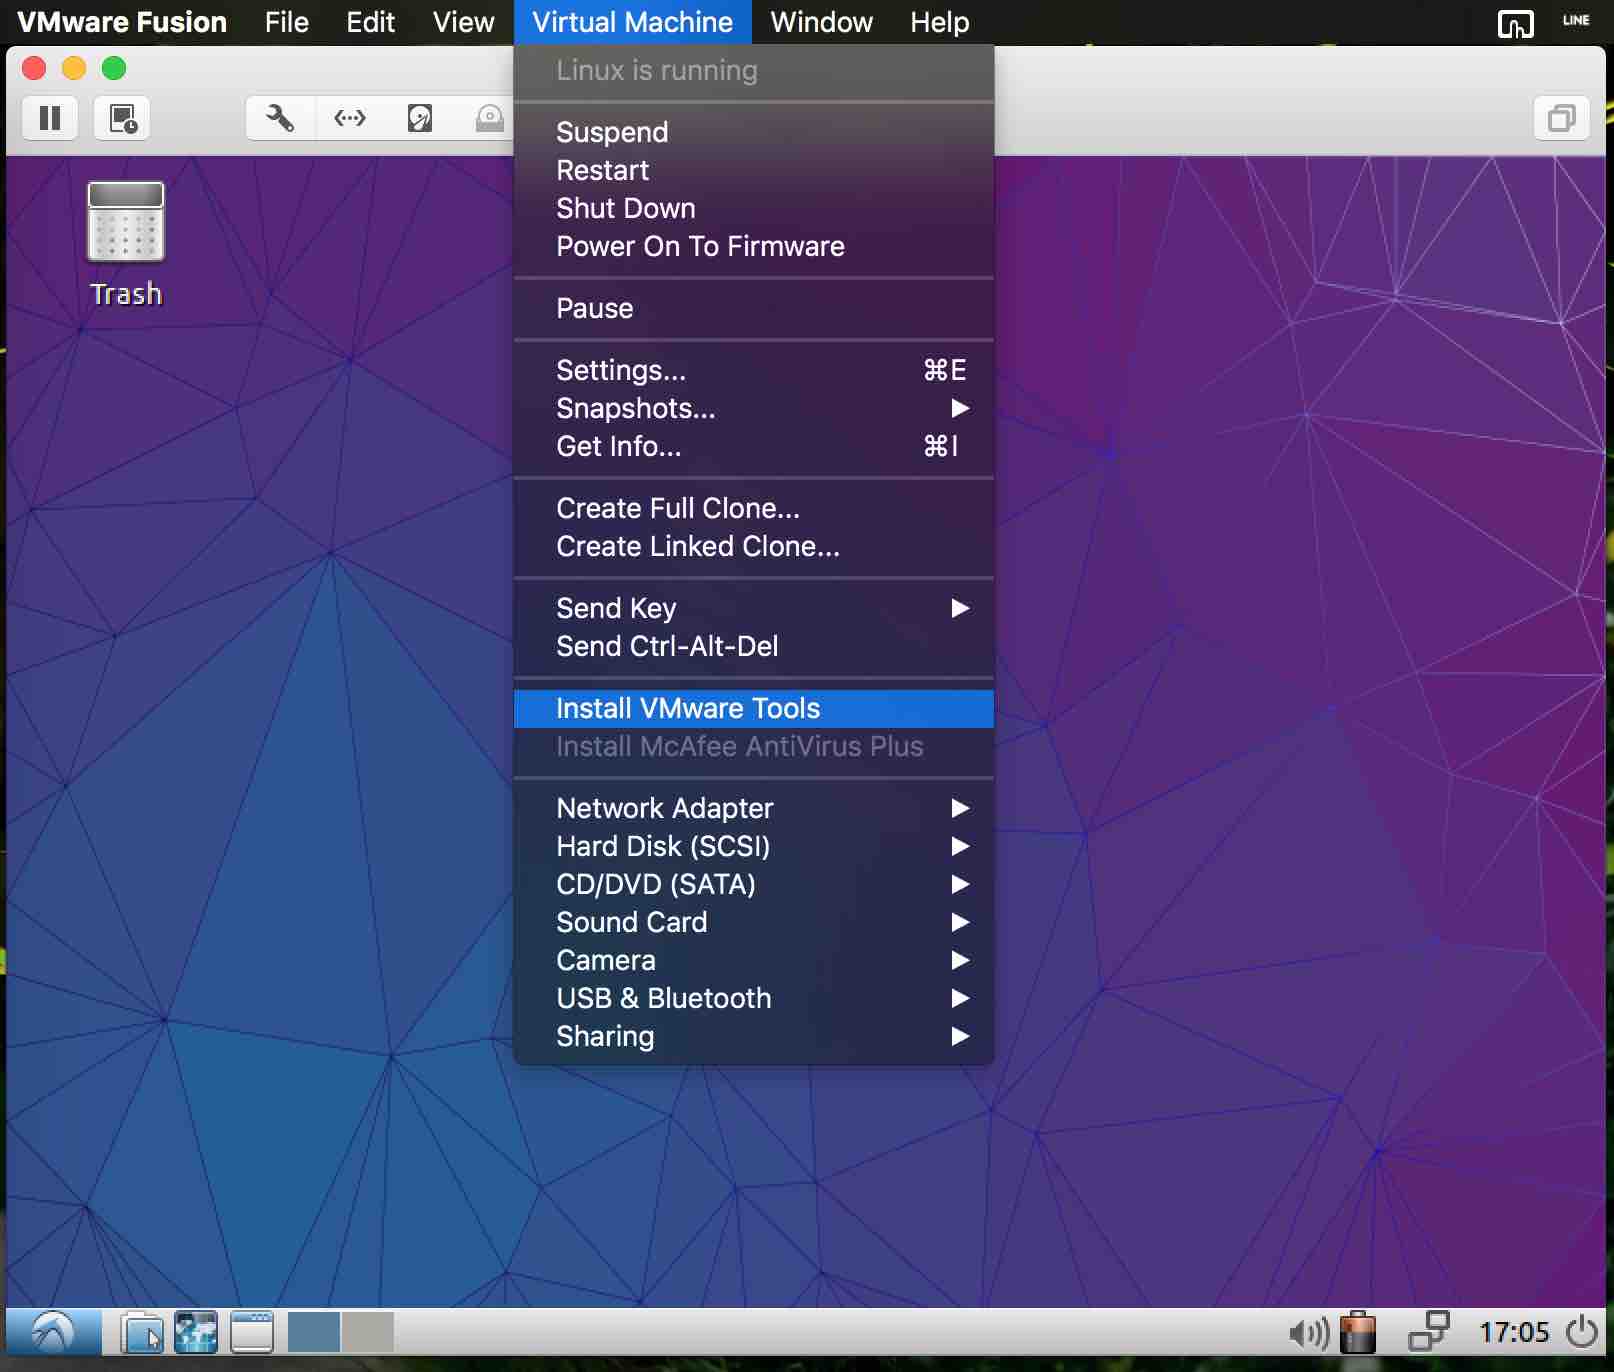 VMware Fusion File Edit View Virtual Machine Window Help LINE
Linux is running
Suspend
Restart
Shut Down
Power On To Firmware
Pause
Settings... ⌘E
Snapshots...
Get Info... ⌘I
Create Full Clone...
Create Linked Clone...
Send Key
Send Ctrl-Alt-Del
Install VMware Tools
Install McAfee AntiVirus Plus
Network Adapter
Hard Disk (SCSI)
CD/DVD (SATA)
Sound Card
Camera
USB & Bluetooth
Sharing
Trash
17:05